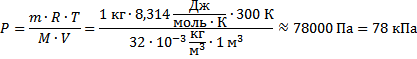 P = m · R · T / M · V = 1 кг · 8,314 Дж / моль · К · 300 К / 32 · 10⁻³ кг / м³ · 1 м³ ≈ 78000 Па = 78 кПа